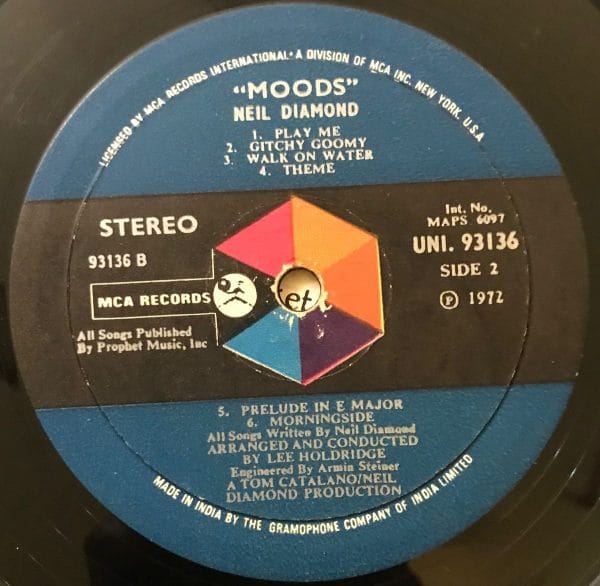 LICENSED BY MCA RECORDS INTERNATIONAL·A DIVISION OF MCA INC. NEW YORK. U.S.A
"MOODS"
NEIL DIAMOND
1. PLAY ME
2. GITCHY GOOMY
3. WALK ON WATER
4. THEME
STEREO
93136 B
MCA RECORDS
All Songs Published
By Prophet Music, Inc
Int. No.
MAPS 6097
UNI. 93136
SIDE 2
Ⓟ 1972
et
5. PRELUDE IN E MAJOR
6. MORNINGSIDE
All Songs Written By Neil Diamond
ARRANGED AND CONDUCTED
BY LEE HOLDRIDGE
Engineered By Armin Steiner
A TOM CATALANO/NEIL
DIAMOND PRODUCTION
MADE IN INDIA BY THE GRAMOPHONE COMPANY OF INDIA LIMITED